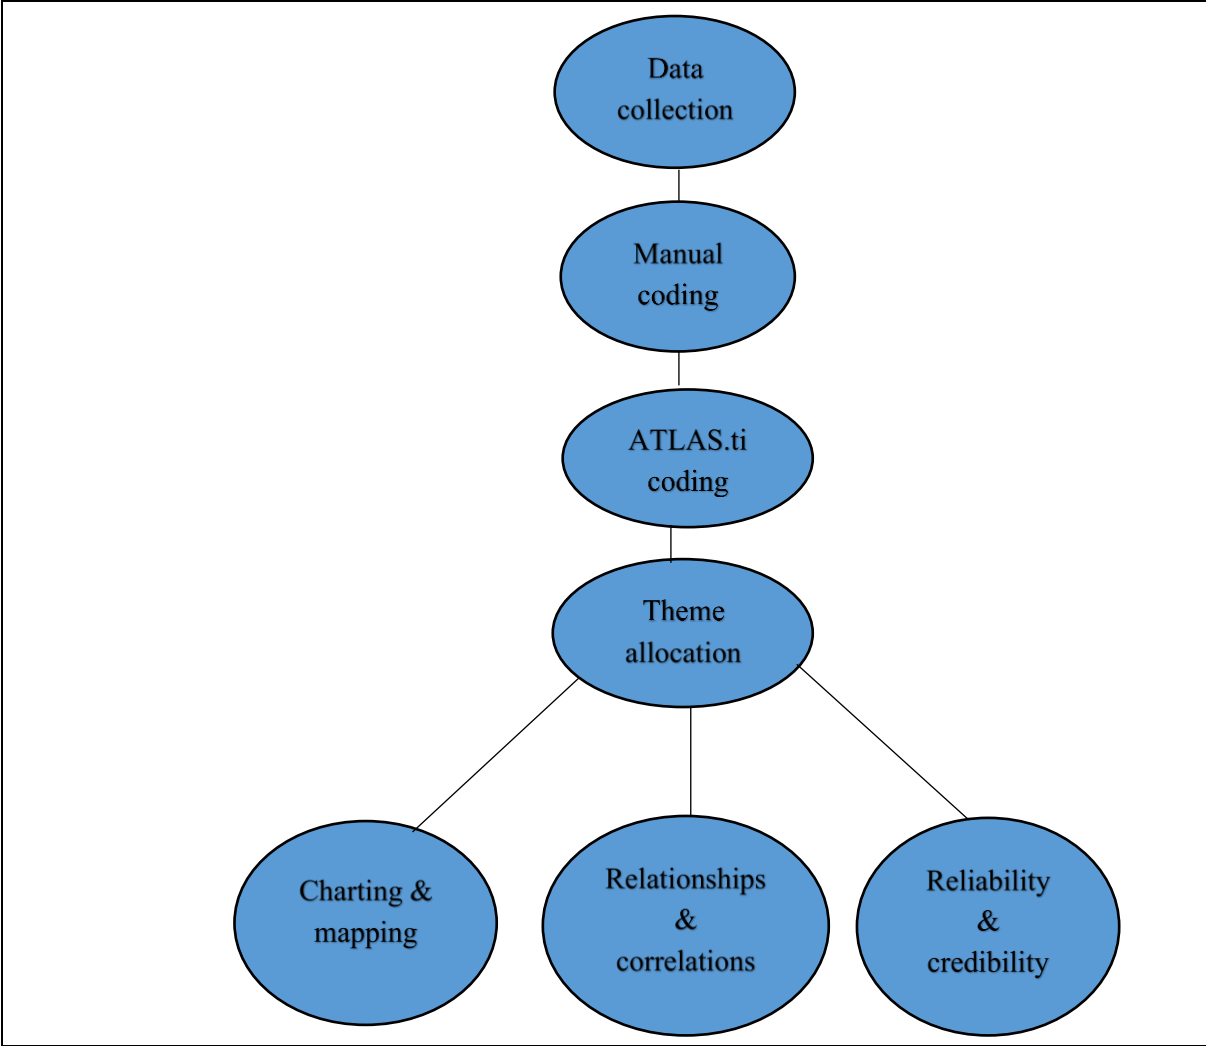 Data
collection
Manual
coding
ATLAS.ti
coding
Theme
allocation
Charting &
mapping
Relationships
&
correlations
Reliability
&
credibility